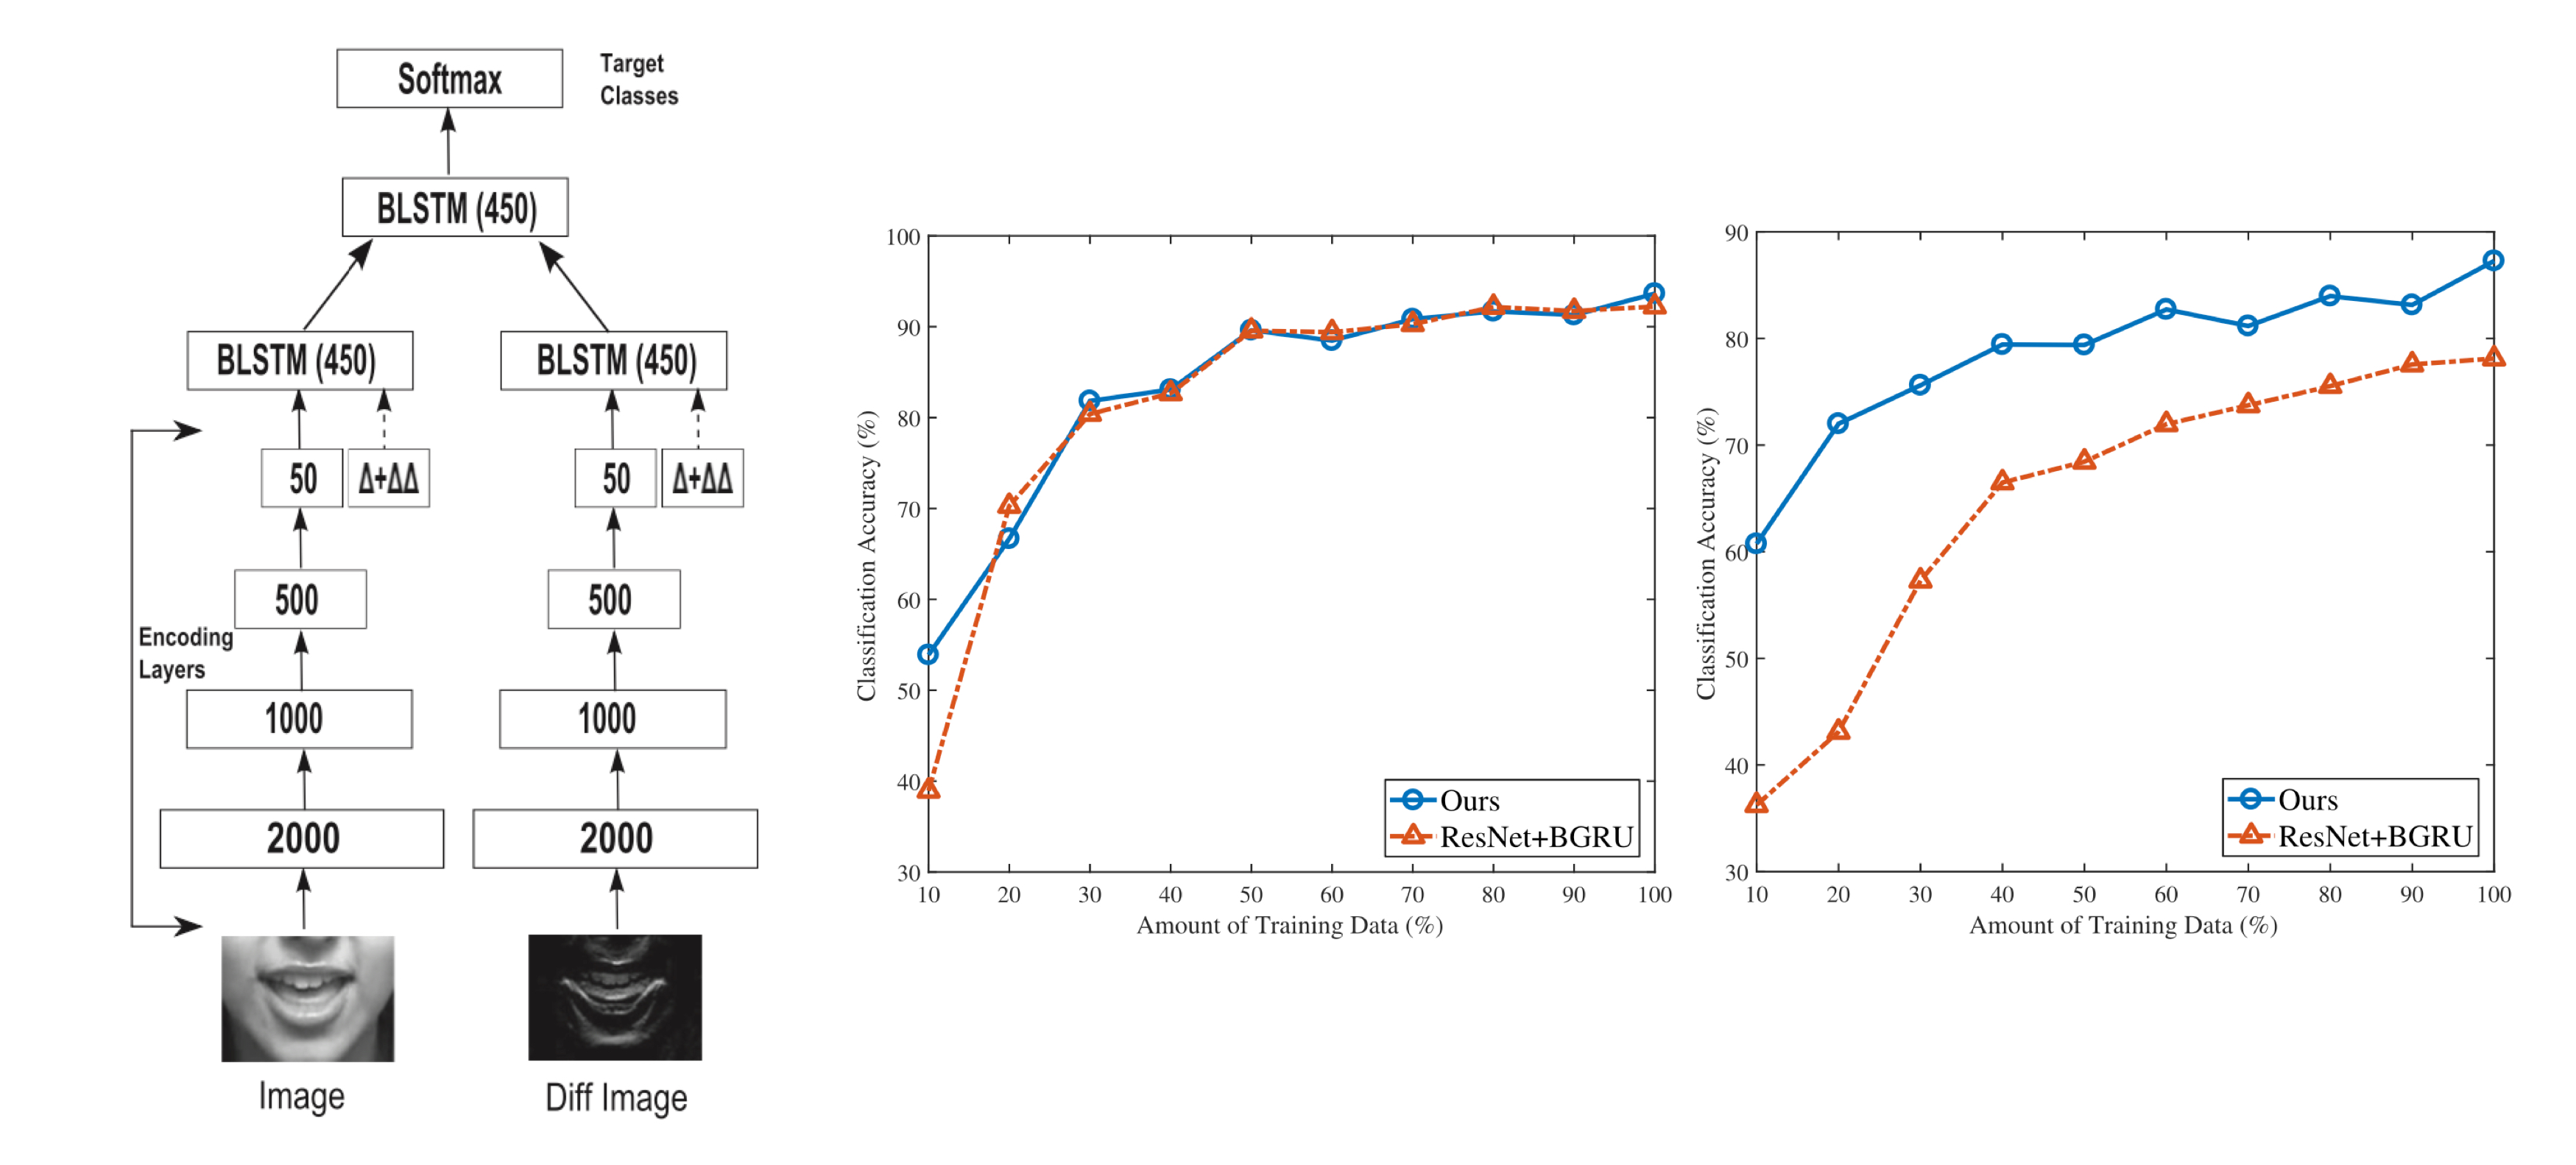 Softmax
Target
Classes
BLSTM (450)
BLSTM (450)
BLSTM (450)
50
Δ+ΔΔ
50
Δ+ΔΔ
500
500
Encoding
Layers
1000
1000
2000
2000
Image
Diff Image
Classification Accuracy (%)
100
90
80
70
60
50
40
30
10 20 30 40 50 60 70 80 90 100
Amount of Training Data (%)
Ours
ResNet+BGRU
Classification Accuracy (%)
90
80
70
60
50
40
30
10 20 30 40 50 60 70 80 90 100
Amount of Training Data (%)
Ours
ResNet+BGRU